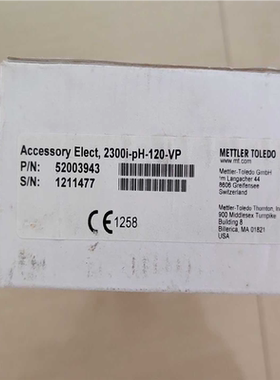 Accessory Elect, 2300i-pH-120-VP
P/N: 52003943
S/N: 1211477
CE 1258
METTLER TOLEDO
www.mt.com
Mettler-Toledo GmbH
Im Langacher 44
8606 Greifensee
Switzerland
Mettler-Toledo Thornton, Inc
900 Middlesex Turnpike
Building 8
Billerica, MA 01821
USA